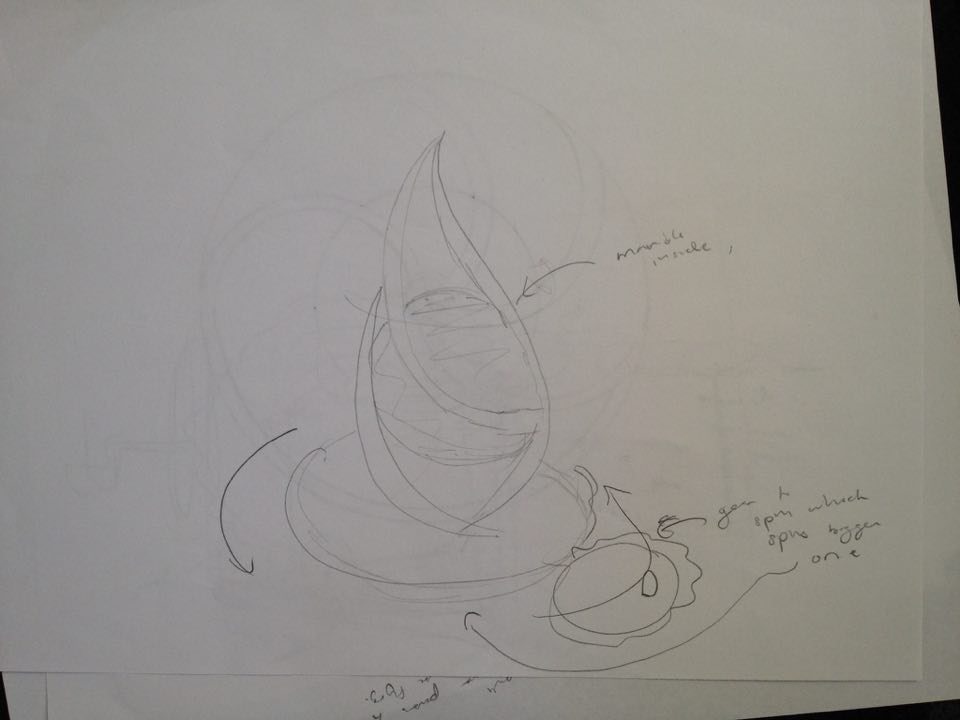 marble
inside,
gear to
spin which
spins bigger
one